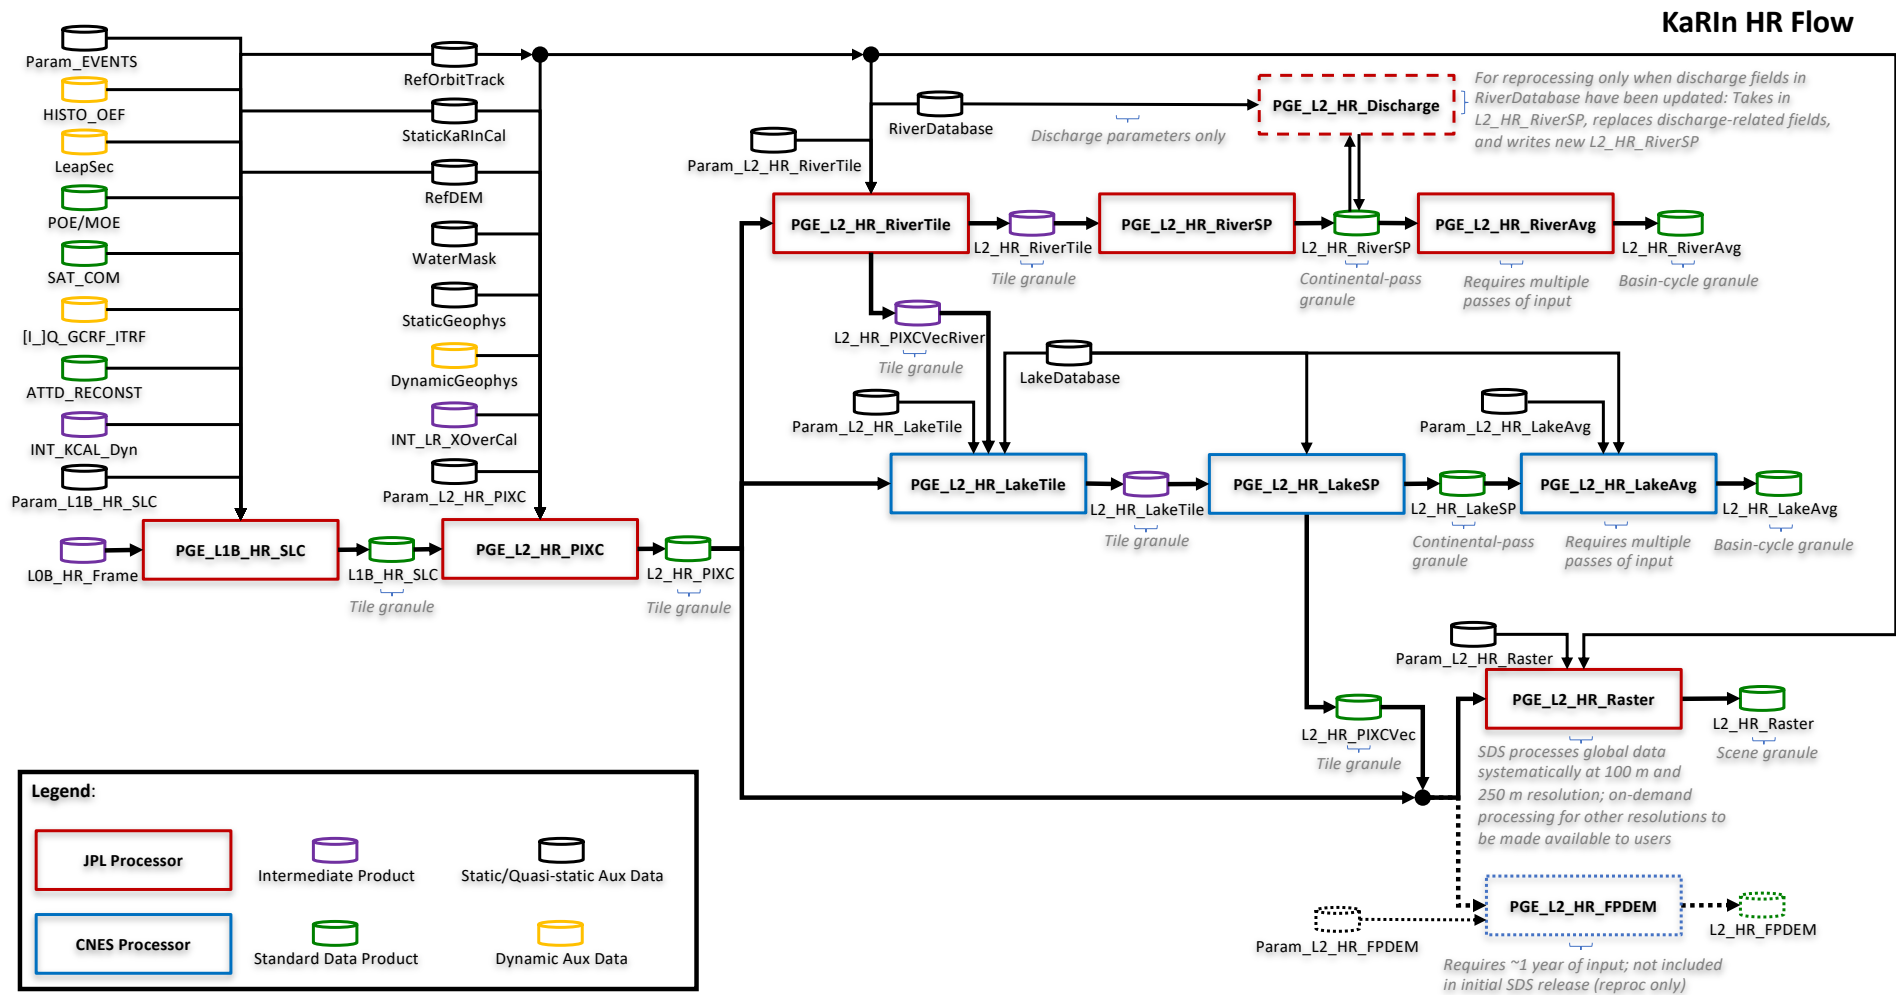 KaRIn HR Flow
Param_EVENTS
HISTO_OEF
LeapSec
POE/MOE
SAT_COM
[I_]Q_GCRF_ITRF
ATTD_RECONST
INT_KCAL_Dyn
Param_L1B_HR_SLC
L0B_HR_Frame
PGE_L1B_HR_SLC
L1B_HR_SLC
Tile granule
RefOrbitTrack
StaticKaRInCal
RefDEM
WaterMask
StaticGeophys
DynamicGeophys
INT_LR_XOverCal
Param_L2_HR_PIXC
PGE_L2_HR_PIXC
L2_HR_PIXC
Tile granule
RiverDatabase
Discharge parameters only
Param_L2_HR_RiverTile
PGE_L2_HR_Discharge
For reprocessing only when discharge fields in
RiverDatabase have been updated: Takes in
L2_HR_RiverSP, replaces discharge-related fields,
and writes new L2_HR_RiverSP
PGE_L2_HR_RiverTile
L2_HR_RiverTile
Tile granule
PGE_L2_HR_RiverSP
L2_HR_RiverSP
Continental-pass
granule
PGE_L2_HR_RiverAvg
Requires multiple
passes of input
L2_HR_RiverAvg
Basin-cycle granule
L2_HR_PIXCVecRiver
Tile granule
LakeDatabase
Param_L2_HR_LakeTile
Param_L2_HR_LakeAvg
PGE_L2_HR_LakeTile
L2_HR_LakeTile
Tile granule
PGE_L2_HR_LakeSP
L2_HR_LakeSP
Continental-pass
granule
PGE_L2_HR_LakeAvg
Requires multiple
passes of input
L2_HR_LakeAvg
Basin-cycle granule
Param_L2_HR_Raster
PGE_L2_HR_Raster
L2_HR_Raster
Scene granule
L2_HR_PIXCVec
Tile granule
SDS processes global data
systematically at 100 m and
250 m resolution; on-demand
processing for other resolutions to
be made available to users
Param_L2_HR_FPDEM
PGE_L2_HR_FPDEM
L2_HR_FPDEM
Requires ~1 year of input; not included
in initial SDS release (reproc only)
Legend:
JPL Processor
Intermediate Product
Static/Quasi-static Aux Data
CNES Processor
Standard Data Product
Dynamic Aux Data